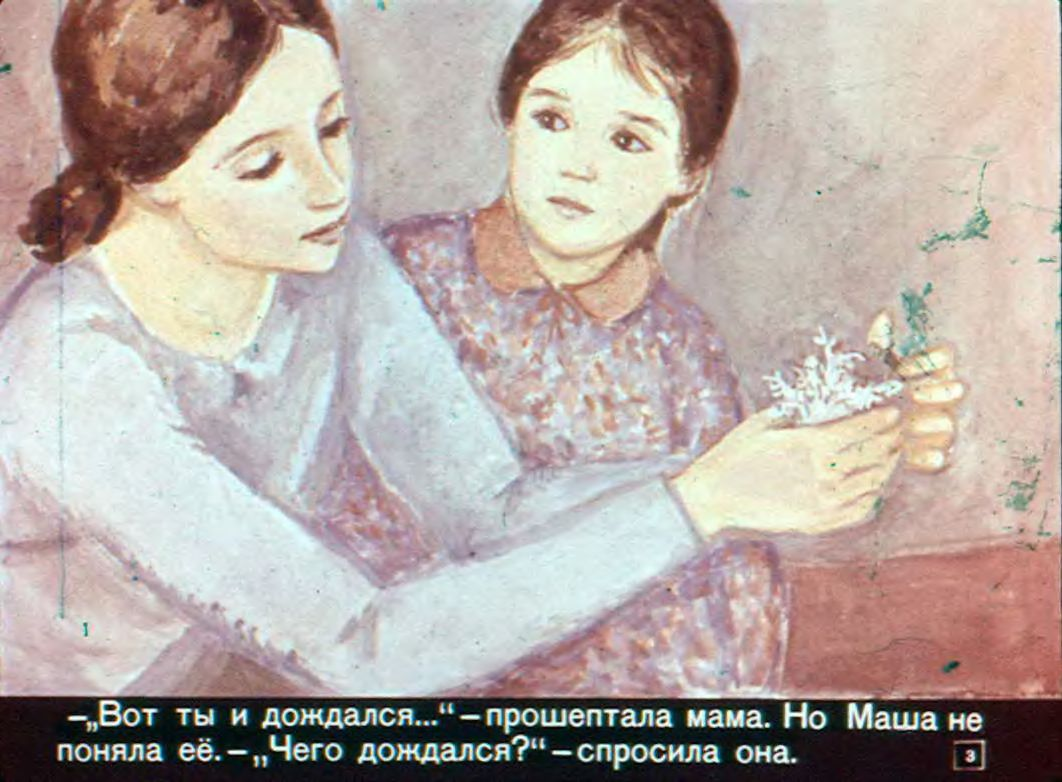 –„Вот ты и дождался...“ – прошептала мама. Но Маша не
поняла её. – „Чего дождался?“ – спросила она.
3